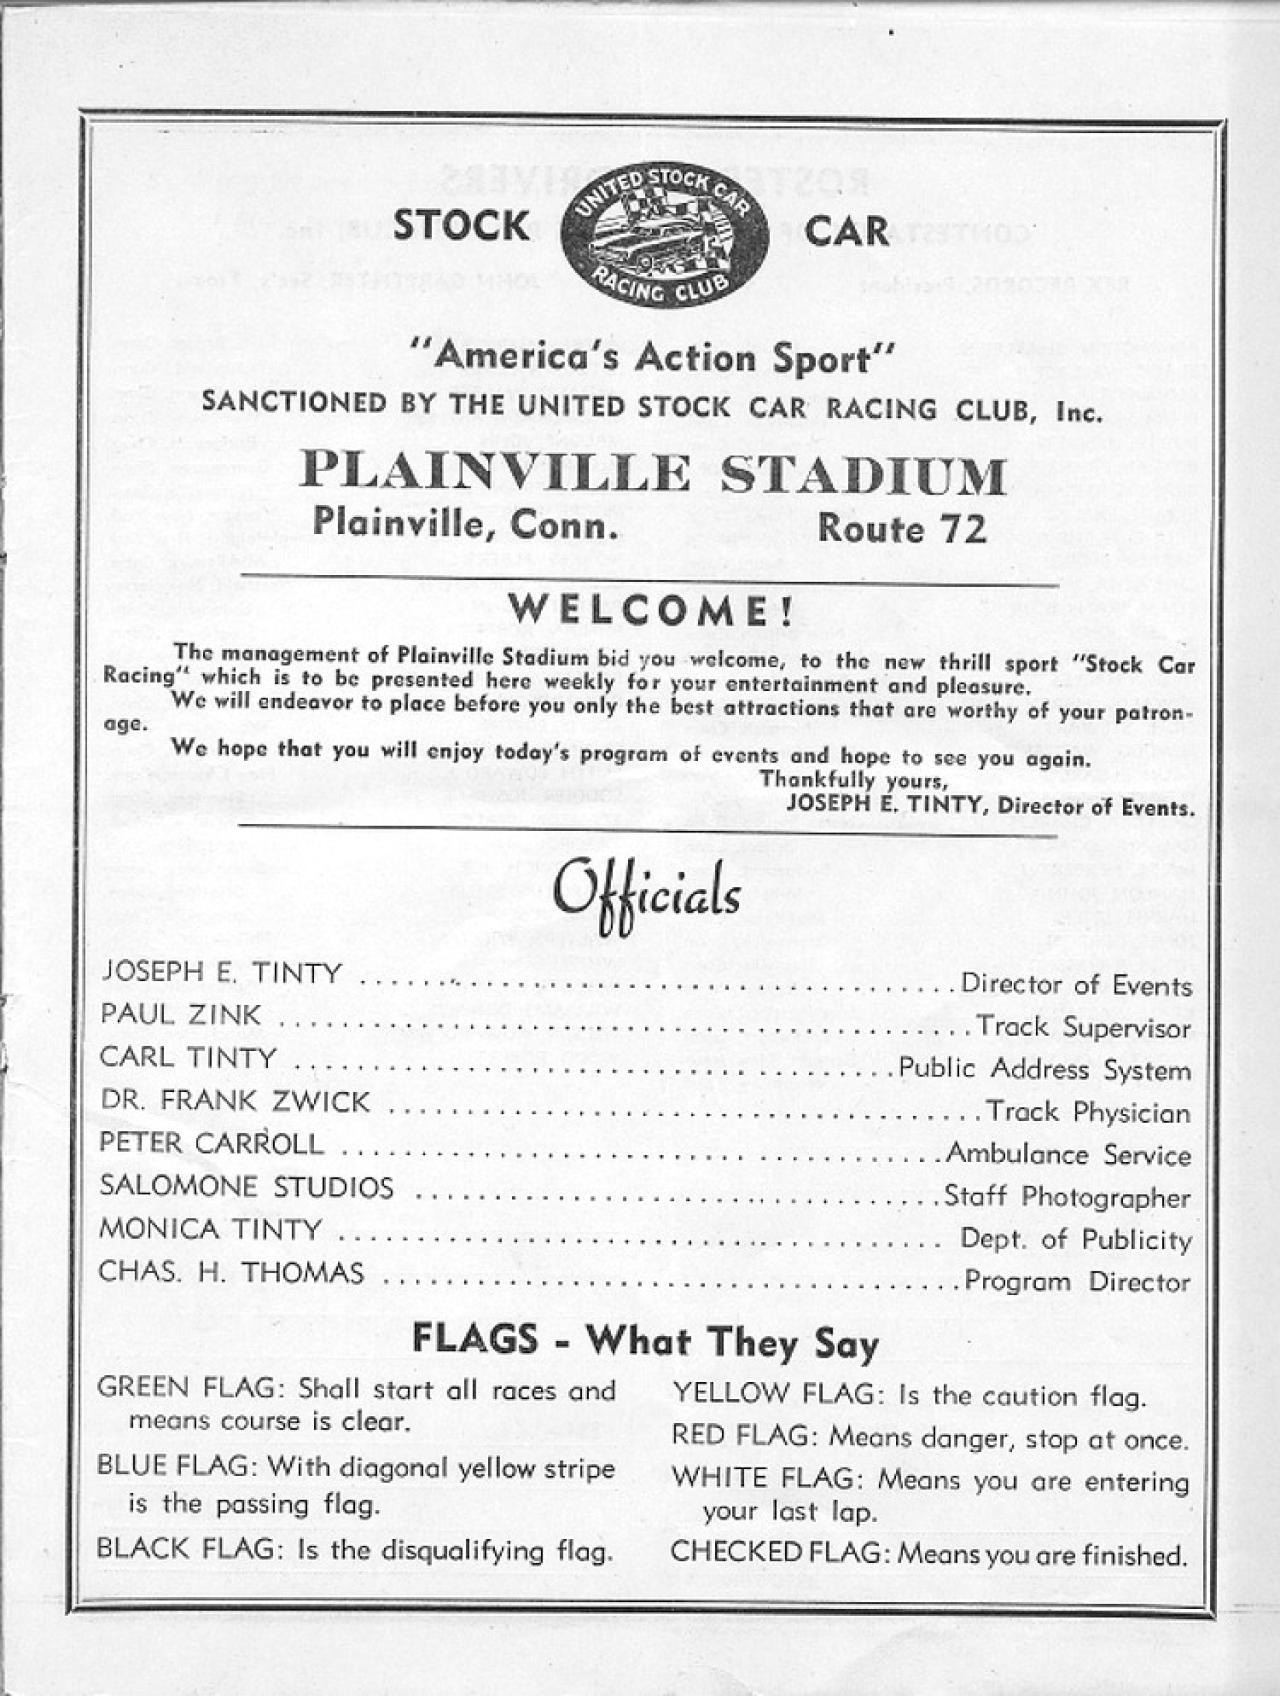 STOCK UNITED STOCK CAR RACING CLUB CAR
"America's Action Sport"
SANCTIONED BY THE UNITED STOCK CAR RACING CLUB, Inc.
PLAINVILLE STADIUM
Plainville, Conn. Route 72
WELCOME!
The management of Plainville Stadium bid you welcome, to the new thrill sport "Stock Car
Racing" which is to be presented here weekly for your entertainment and pleasure.
We will endeavor to place before you only the best attractions that are worthy of your patron-
age.
We hope that you will enjoy today's program of events and hope to see you again.
Thankfully yours,
JOSEPH E. TINTY, Director of Events.
Officials
JOSEPH E. TINTY ........................................ Director of Events
PAUL ZINK ........................................ Track Supervisor
CARL TINTY ........................................ Public Address System
DR. FRANK ZWICK ........................................ Track Physician
PETER CARROLL ........................................ Ambulance Service
SALOMONE STUDIOS ........................................ Staff Photographer
MONICA TINTY ........................................ Dept. of Publicity
CHAS. H. THOMAS ........................................ Program Director
FLAGS - What They Say
GREEN FLAG: Shall start all races and
means course is clear.
BLUE FLAG: With diagonal yellow stripe
is the passing flag.
BLACK FLAG: Is the disqualifying flag.
YELLOW FLAG: Is the caution flag.
RED FLAG: Means danger, stop at once.
WHITE FLAG: Means you are entering
your last lap.
CHECKED FLAG: Means you are finished.